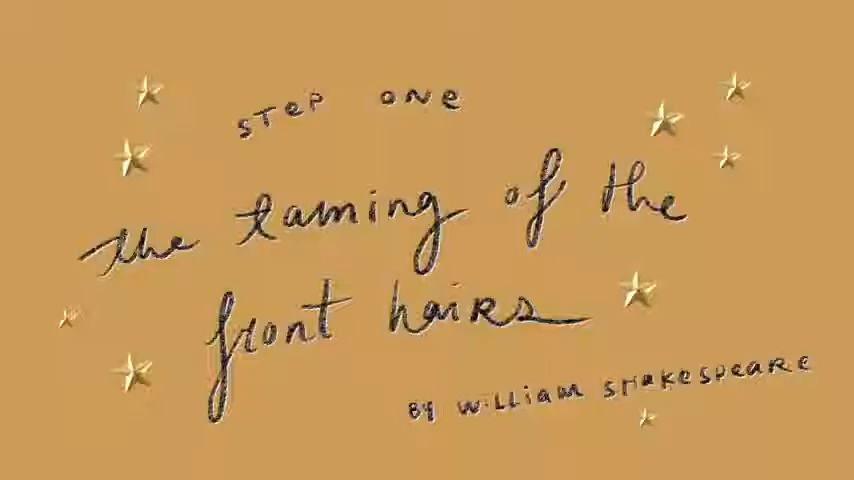 STEP ONE
the taming of the
front hairs
BY WILLIAM SHAKESPEARE